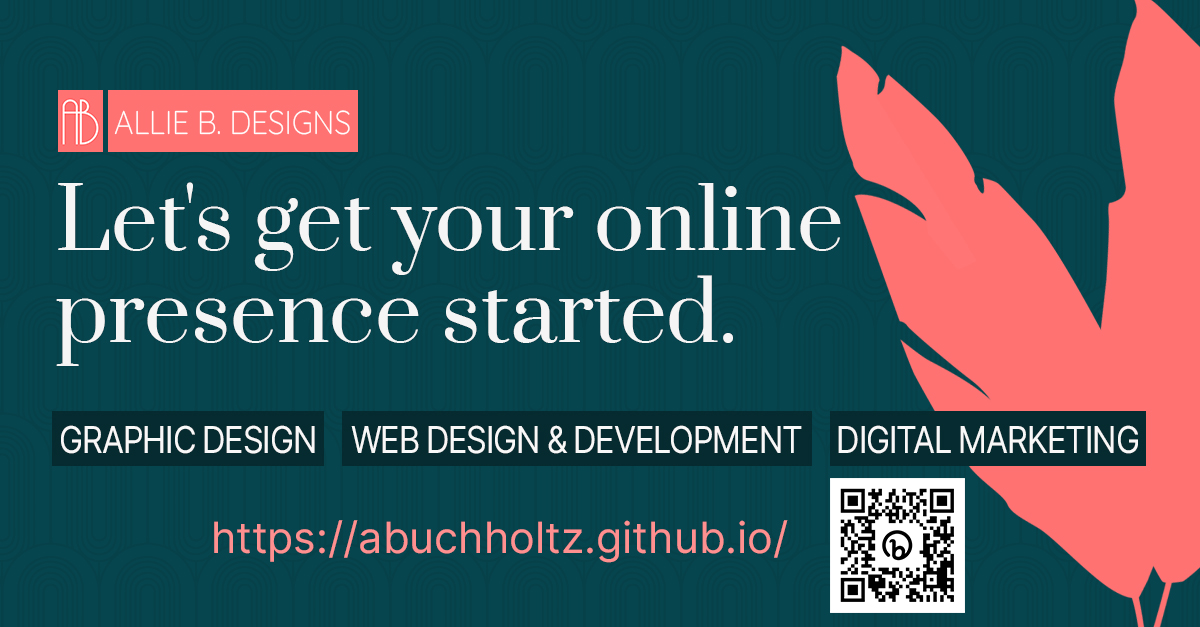 AB ALLIE B. DESIGNS
Let's get your online
presence started.
GRAPHIC DESIGN WEB DESIGN & DEVELOPMENT DIGITAL MARKETING
https://abuchholtz.github.io/
b